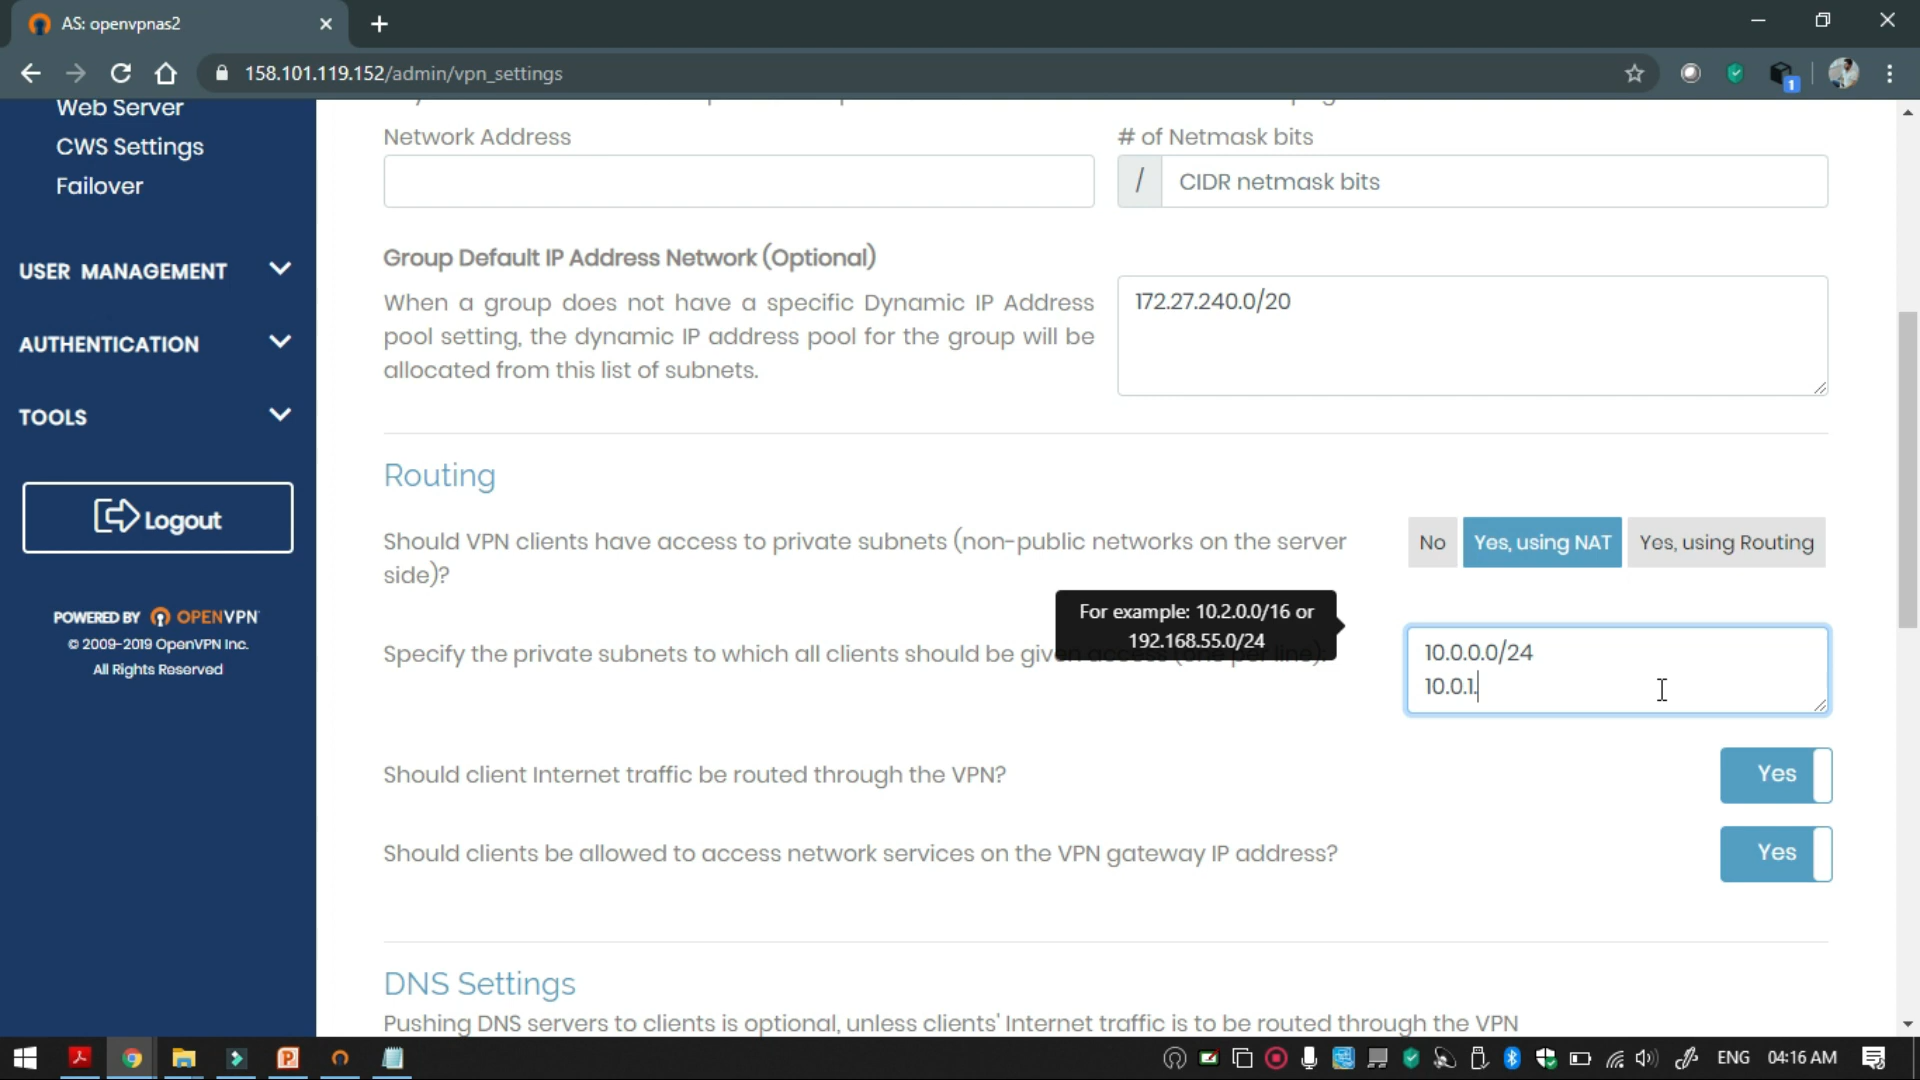 AS: openvpnas2
158.101.119.152/admin/vpn_settings
1
Web Server
CWS Settings
Failover
USER MANAGEMENT
AUTHENTICATION
TOOLS
Logout
POWERED BY OPENVPN
© 2009-2019 OpenVPN Inc.
All Rights Reserved
Network Address
# of Netmask bits
/ CIDR netmask bits
Group Default IP Address Network (Optional)
When a group does not have a specific Dynamic IP Address
pool setting, the dynamic IP address pool for the group will be
allocated from this list of subnets.
172.27.240.0/20
Routing
Should VPN clients have access to private subnets (non-public networks on the server
side)?
No
Yes, using NAT
Yes, using Routing
For example: 10.2.0.0/16 or
192.168.55.0/24
Specify the private subnets to which all clients should be given access (one per line):
10.0.0.0/24
10.0.1.
Should client Internet traffic be routed through the VPN?
Yes
Should clients be allowed to access network services on the VPN gateway IP address?
Yes
DNS Settings
Pushing DNS servers to clients is optional, unless clients' Internet traffic is to be routed through the VPN
ENG
04:16 AM